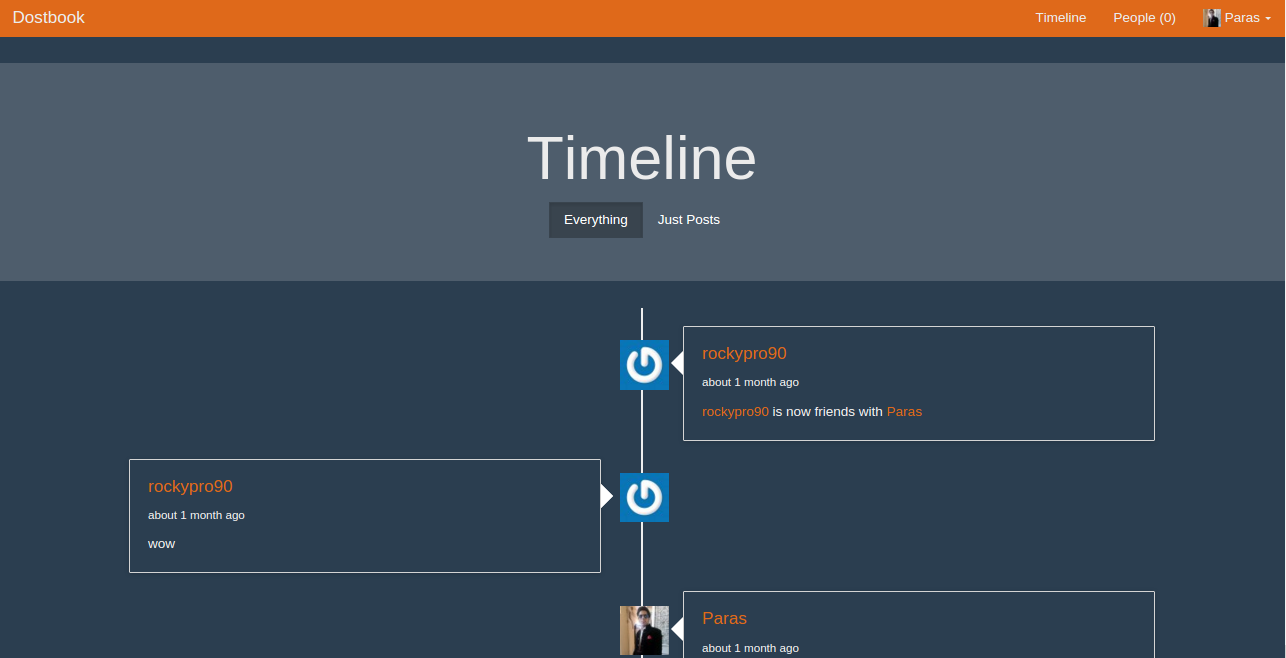 Dostbook Timeline People (0) Paras
Timeline
Everything Just Posts
rockypro90
about 1 month ago
rockypro90 is now friends with Paras
rockypro90
about 1 month ago
wow
Paras
about 1 month ago